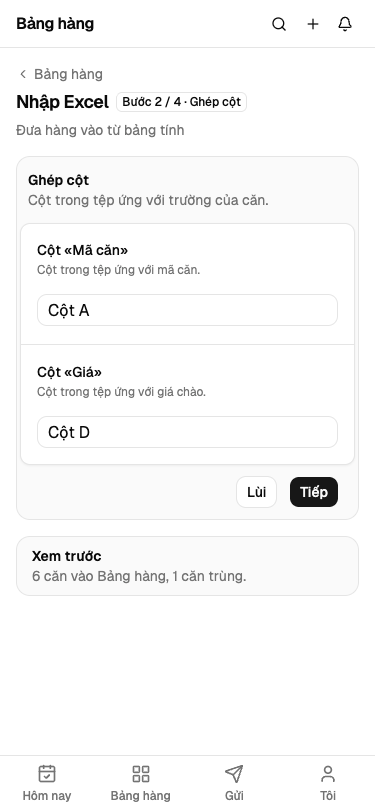 Bảng hàng
Bảng hàng
Nhập Excel
Bước 2 / 4 · Ghép cột
Đưa hàng vào từ bảng tính
Ghép cột
Cột trong tệp ứng với trường của căn.
Cột «Mã căn»
Cột trong tệp ứng với mã căn.
Cột A
Cột «Giá»
Cột trong tệp ứng với giá chào.
Cột D
Lùi
Tiếp
Xem trước
6 căn vào Bảng hàng, 1 căn trùng.
Hôm nay
Bảng hàng
Gửi
Tôi